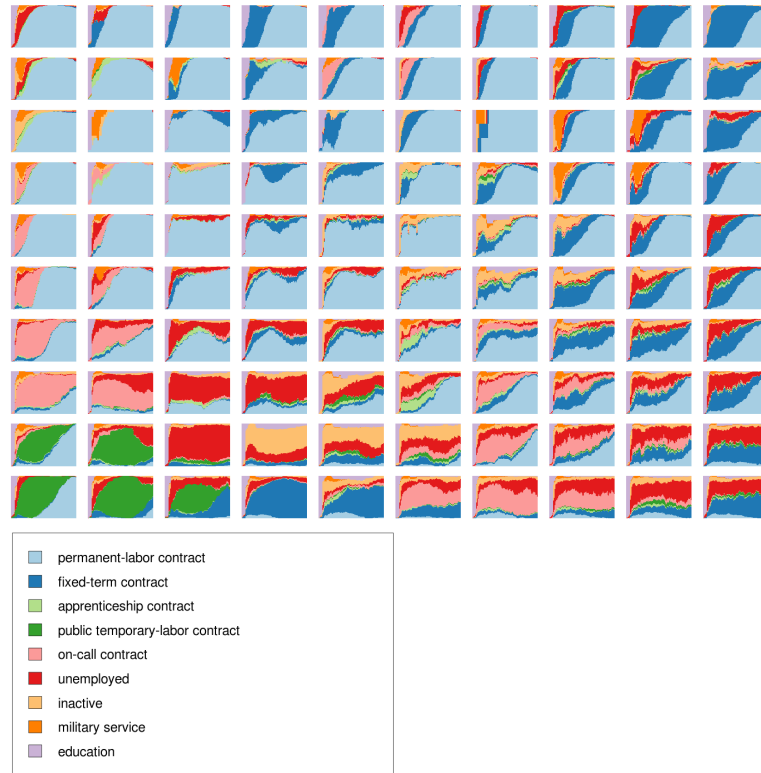 permanent-labor contract
fixed-term contract
apprenticeship contract
public temporary-labor contract
on-call contract
unemployed
inactive
military service
education